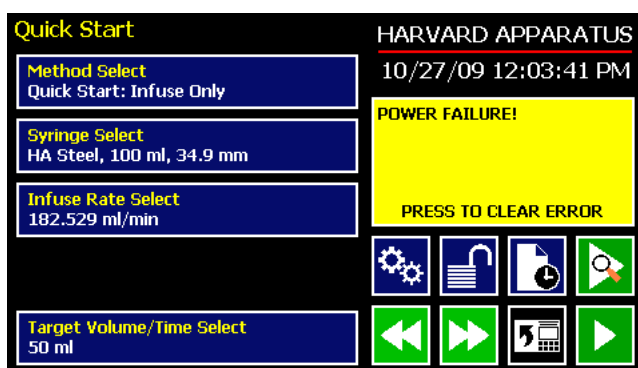 Quick Start
Method Select
Quick Start: Infuse Only
Syringe Select
HA Steel, 100 ml, 34.9 mm
Infuse Rate Select
182.529 ml/min
Target Volume/Time Select
50 ml
HARVARD APPARATUS
10/27/09 12:03:41 PM
POWER FAILURE!
PRESS TO CLEAR ERROR